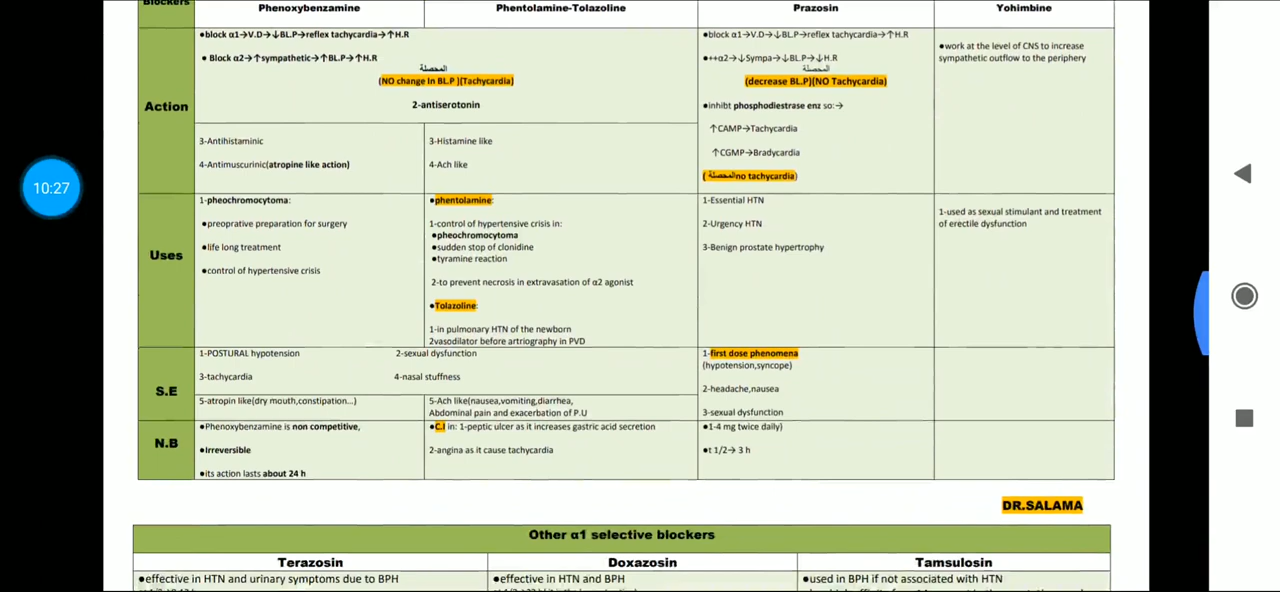 Blockers
Phenoxybenzamine
Phentolamine-Tolazoline
Prazosin
Yohimbine
Action
●block α1→V.D→↓BL.P→reflex tachycardia→↑H.R
● Block α2→↑sympathetic→↑BL.P→↑H.R
المحصلة
(NO change in BL.P )(Tachycardia)
2-antiserotonin
3-Antihistaminic
4-Antimuscurinic(atropine like action)
3-Histamine like
4-Ach like
●block α1→V.D→↓BL.P→reflex tachycardia→↑H.R
●++α2→↓Sympa→↓BL.P→↓H.R
المحصلة
(decrease BL.P)(NO Tachycardia)
●inhibt phosphodiestrase enz so:→
↑CAMP→Tachycardia
↑CGMP→Bradycardia
( المحصلةno tachycardia)
●work at the level of CNS to increase
sympathetic outflow to the periphery
Uses
1-pheochromocytoma:
●preoprative preparation for surgery
●life long treatment
●control of hypertensive crisis
●phentolamine:
1-control of hypertensive crisis in:
●pheochromocytoma
●sudden stop of clonidine
●tyramine reaction
2-to prevent necrosis in extravasation of α2 agonist
●Tolazoline:
1-in pulmonary HTN of the newborn
2vasodilator before artriography in PVD
1-Essential HTN
2-Urgency HTN
3-Benign prostate hypertrophy
1-used as sexual stimulant and treatment
of erectile dysfunction
S.E
1-POSTURAL hypotension 2-sexual dysfunction
3-tachycardia 4-nasal stuffness
5-atropin like(dry mouth,constipation...)
5-Ach like(nausea,vomiting,diarrhea,
Abdominal pain and exacerbation of P.U
1-first dose phenomena
(hypotension,syncope)
2-headache,nausea
3-sexual dysfunction
N.B
●Phenoxybenzamine is non competitive,
●Irreversible
●its action lasts about 24 h
●C.I in: 1-peptic ulcer as it increases gastric acid secretion
2-angina as it cause tachycardia
●1-4 mg twice daily)
●t 1/2→ 3 h
10:27
DR.SALAMA
Other α1 selective blockers
Terazosin
Doxazosin
Tamsulosin
●effective in HTN and urinary symptoms due to BPH
●effective in HTN and BPH
●used in BPH if not associated with HTN